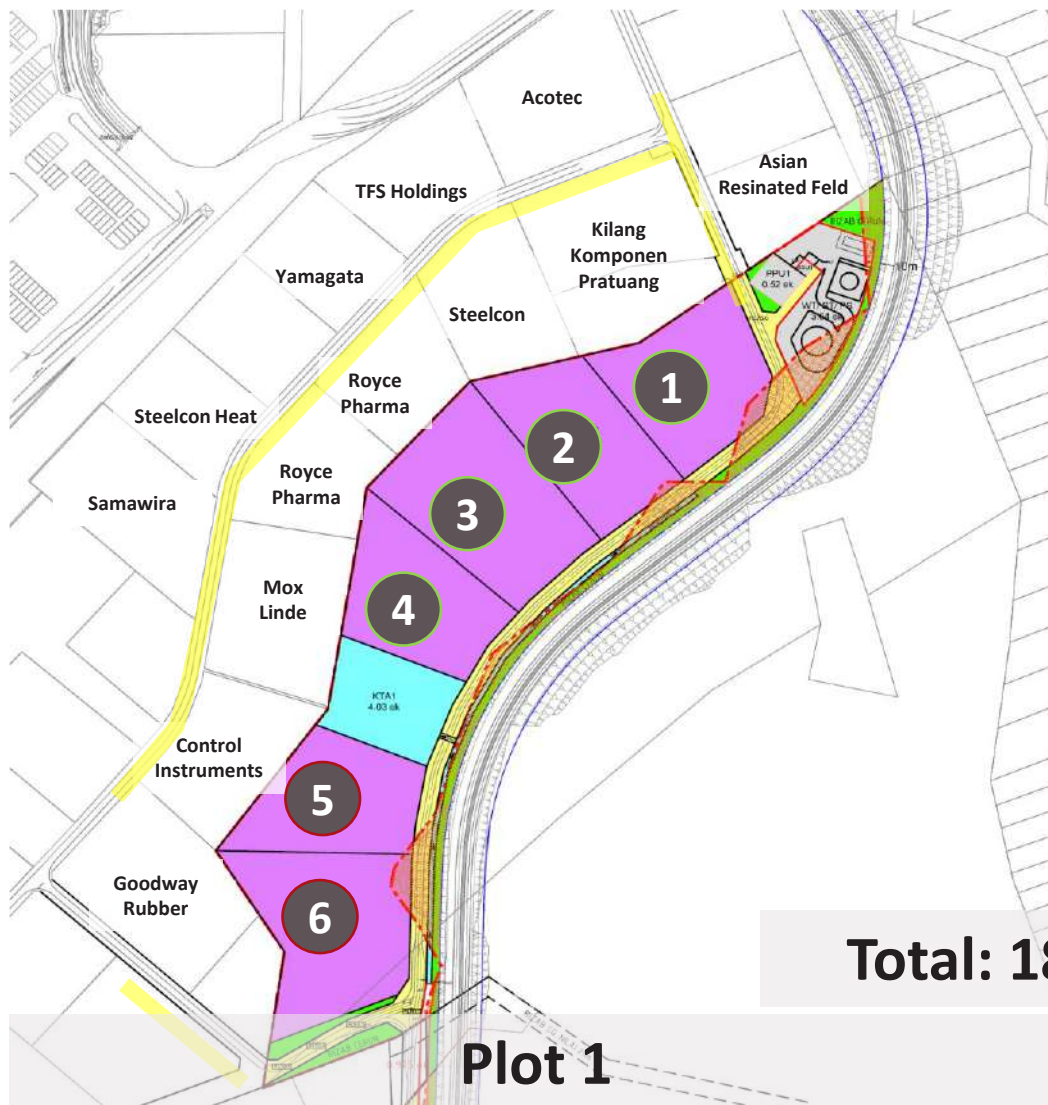 Acotec
Asian
Resinated Feld
TFS Holdings
Kilang
Komponen
Pratuang
Yamagata
PPU1
0.52 ek
Steelcon
1
Royce
Pharma
Steelcon Heat
2
Royce
Pharma
Samawira
3
Mox
Linde
4
KTA1
4.03 ek
Control
Instruments
5
Goodway
Rubber
6
Total: 18
Plot 1